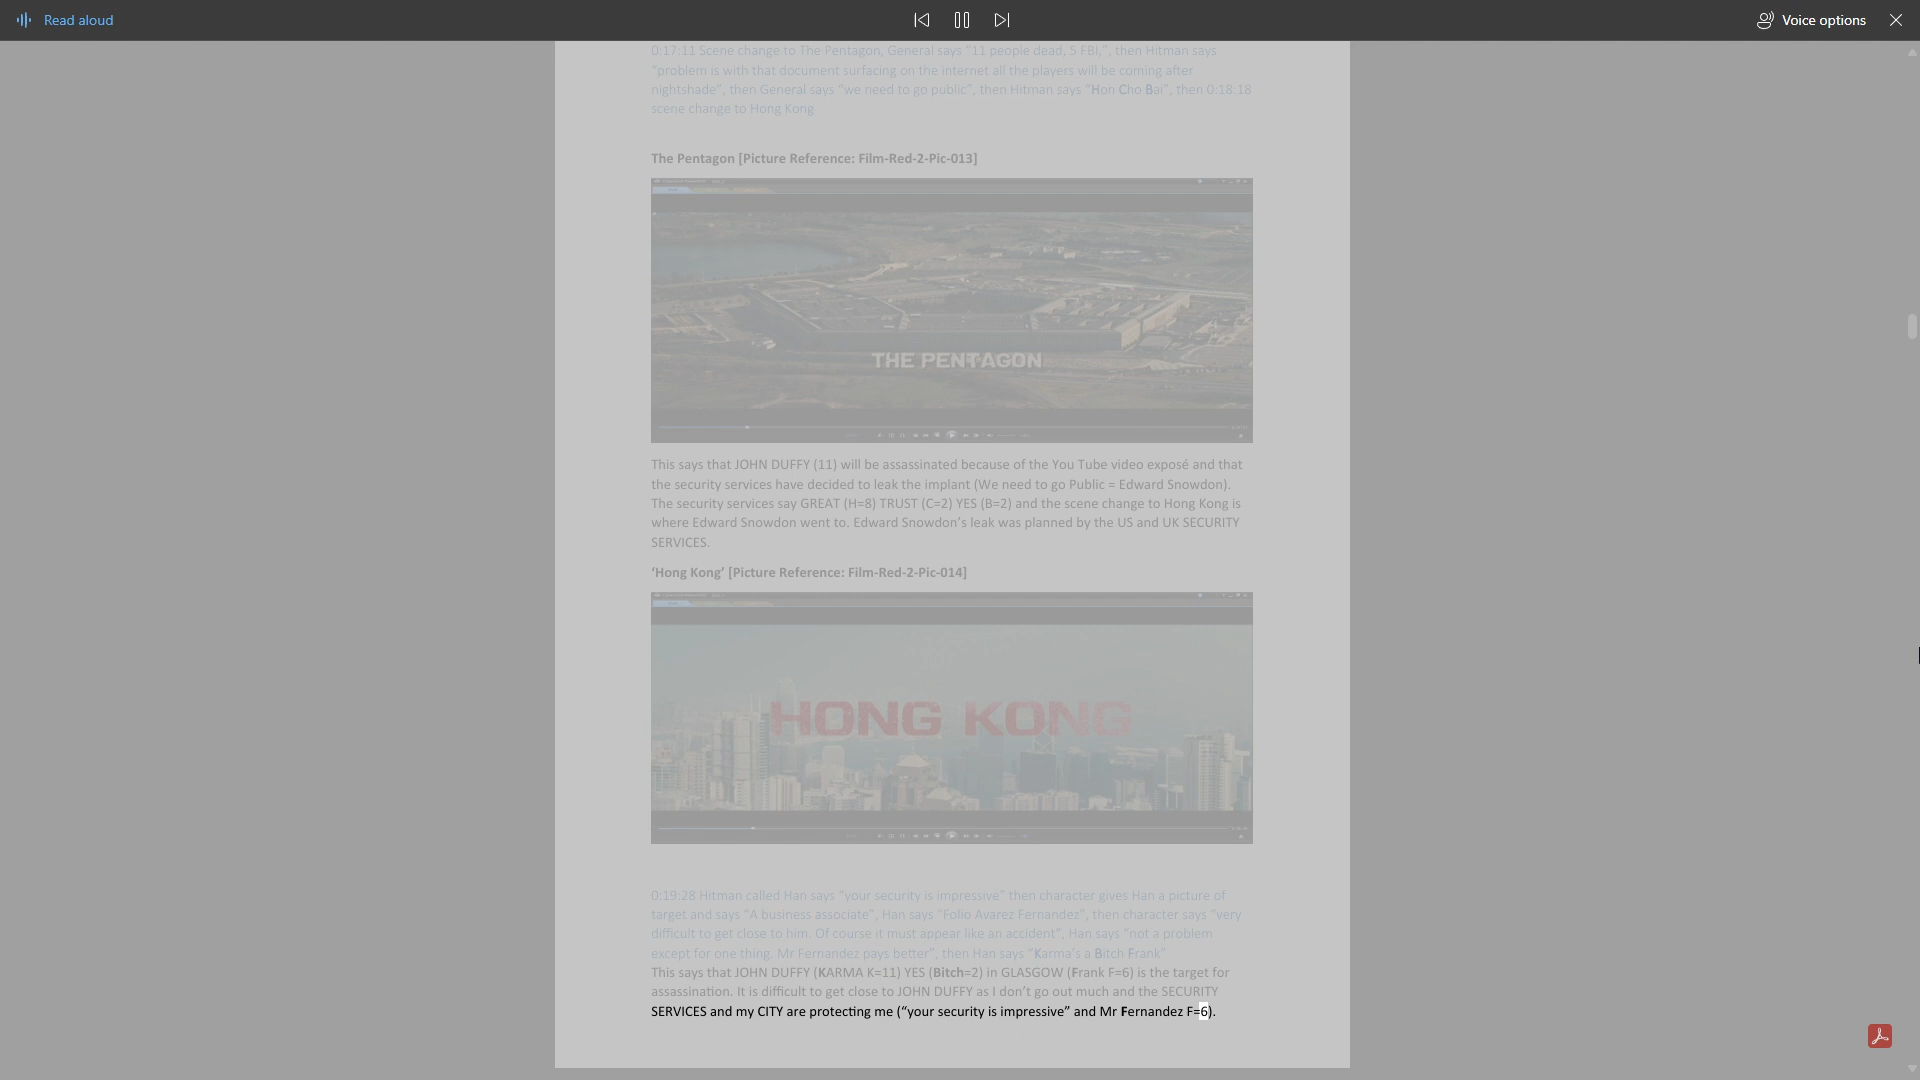 Read aloud
Voice options
0:17:11 Scene change to The Pentagon, General says “11 people dead, 5 FBI,”, then Hitman says
“problem is with that document surfacing on the internet all the players will be coming after
nightshade”, then General says “we need to go public”, then Hitman says “Hon Cho Bai”, then 0:18:18
scene change to Hong Kong
The Pentagon [Picture Reference: Film-Red-2-Pic-013]
THE PENTAGON
This says that JOHN DUFFY (11) will be assassinated because of the You Tube video exposé and that
the security services have decided to leak the implant (We need to go Public = Edward Snowdon).
The security services say GREAT (H=8) TRUST (C=2) YES (B=2) and the scene change to Hong Kong is
where Edward Snowdon went to. Edward Snowdon’s leak was planned by the US and UK SECURITY
SERVICES.
‘Hong Kong’ [Picture Reference: Film-Red-2-Pic-014]
HONG KONG
0:19:28 Hitman called Han says “your security is impressive” then character gives Han a picture of
target and says “A business associate”, Han says “Folio Avarez Fernandez”, then character says “very
difficult to get close to him. Of course it must appear like an accident”, Han says “not a problem
except for one thing. Mr Fernandez pays better”, then Han says “Karma’s a Bitch Frank”
This says that JOHN DUFFY (KARMA K=11) YES (Bitch=2) in GLASGOW (Frank F=6) is the target for
assassination. It is difficult to get close to JOHN DUFFY as I don’t go out much and the SECURITY
SERVICES and my CITY are protecting me (“your security is impressive” and Mr Fernandez F=6).